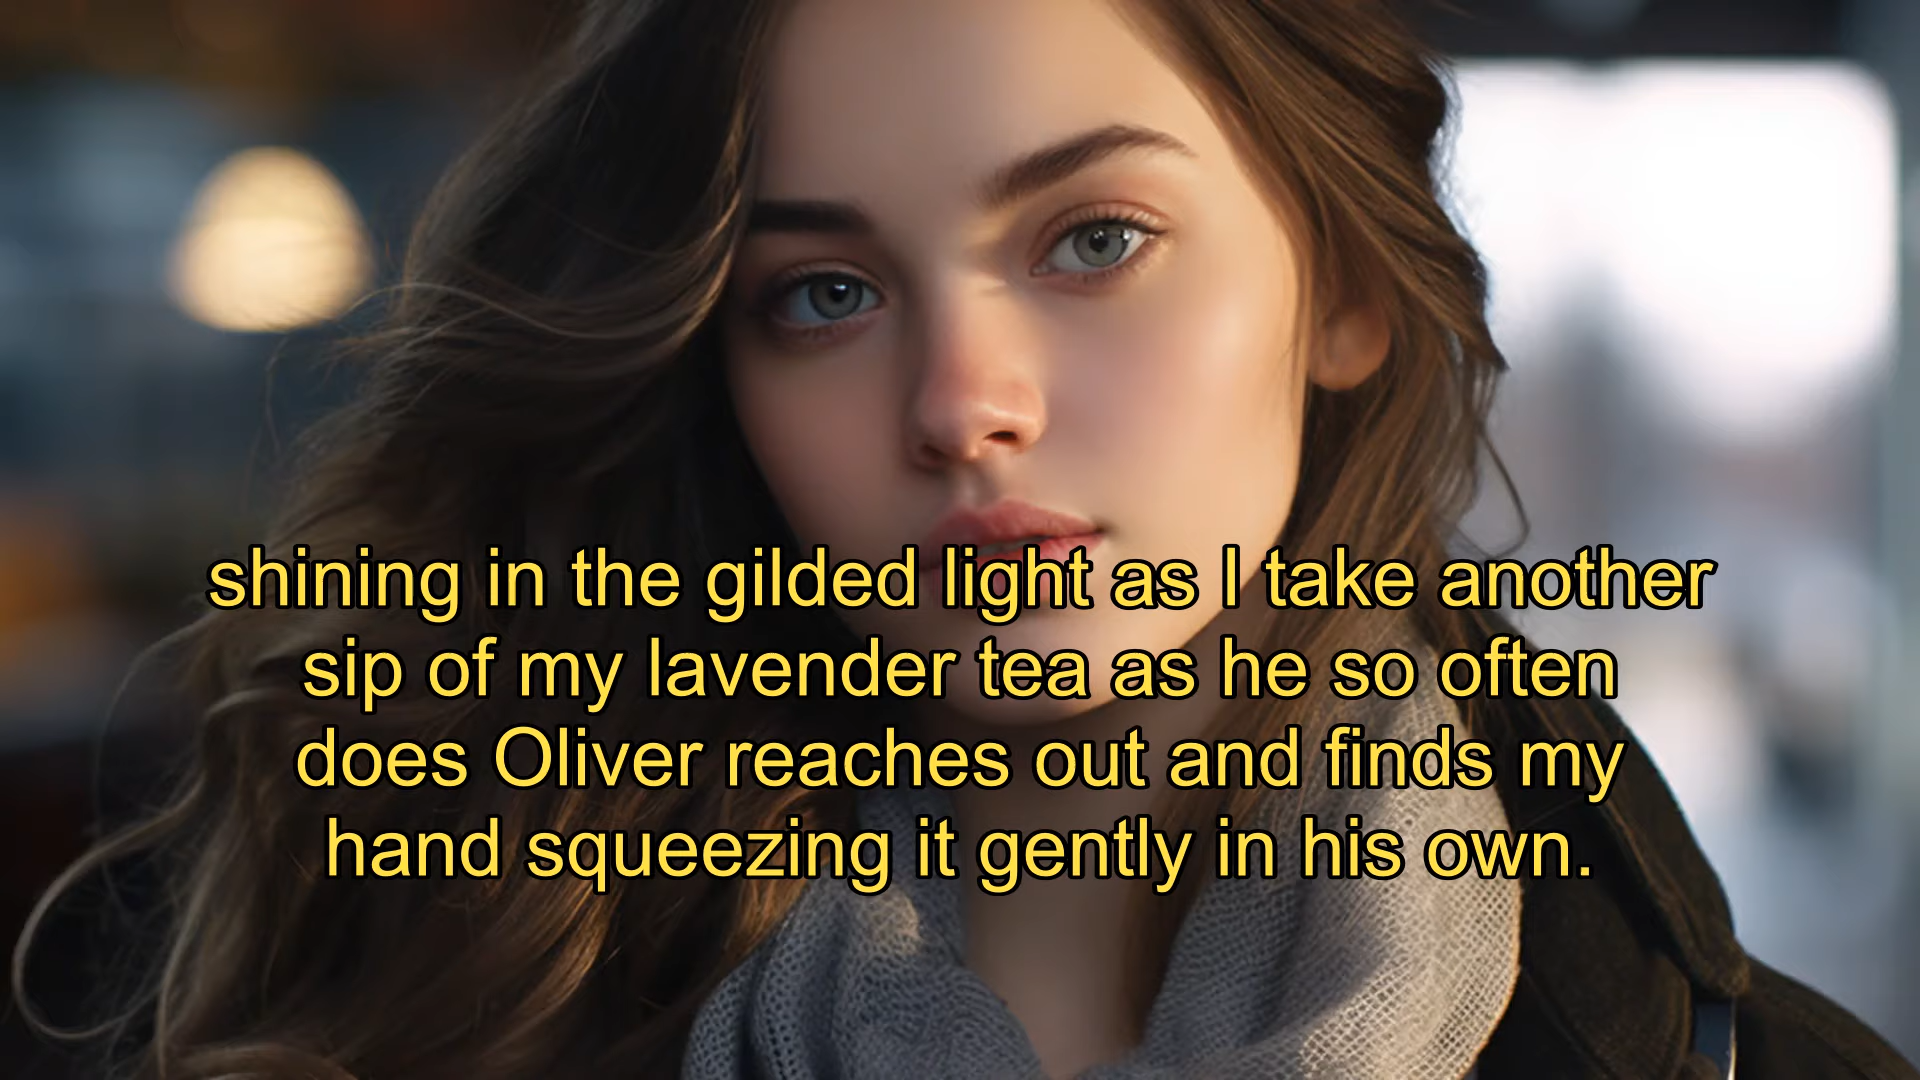 shining in the gilded light as I take another
sip of my lavender tea as he so often
does Oliver reaches out and finds my
hand squeezing it gently in his own.